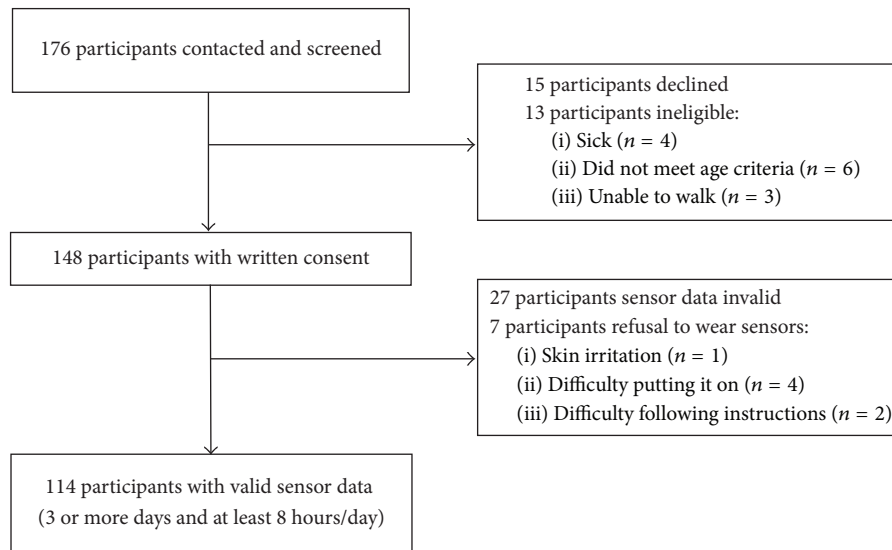 176 participants contacted and screened
15 participants declined
13 participants ineligible:
(i) Sick (n = 4)
(ii) Did not meet age criteria (n = 6)
(iii) Unable to walk (n = 3)
148 participants with written consent
27 participants sensor data invalid
7 participants refusal to wear sensors:
(i) Skin irritation (n = 1)
(ii) Difficulty putting it on (n = 4)
(iii) Difficulty following instructions (n = 2)
114 participants with valid sensor data
(3 or more days and at least 8 hours/day)